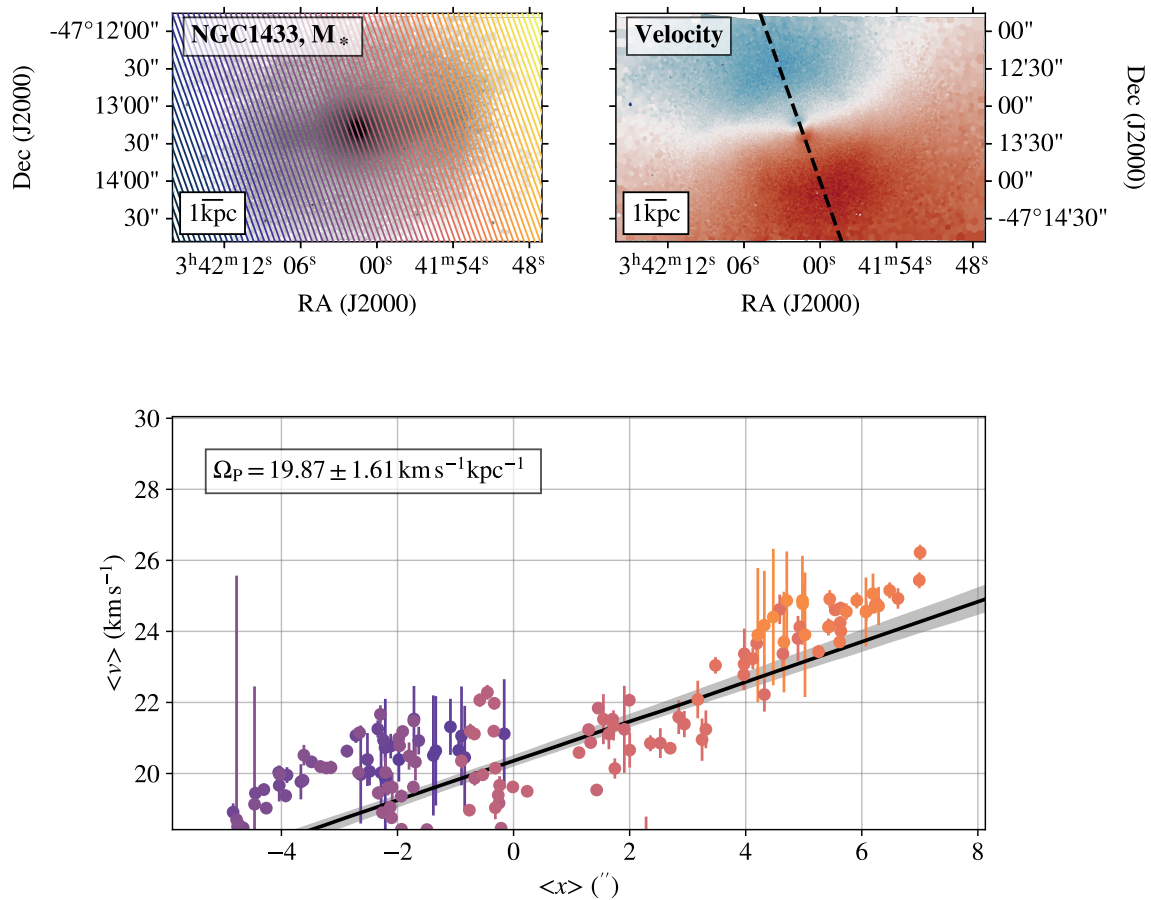 NGC1433, M*
-47°12'00"
30"
13'00"
30"
14'00"
30"
Dec (J2000)
1kpc
3ʰ42ᵐ12ˢ 06ˢ 00ˢ 41ᵐ54ˢ 48ˢ
RA (J2000)
Velocity
00"
12'30"
00"
13'30"
00"
-47°14'30"
Dec (J2000)
1kpc
3ʰ42ᵐ12ˢ 06ˢ 00ˢ 41ᵐ54ˢ 48ˢ
RA (J2000)
Ω_P = 19.87 ± 1.61 km s⁻¹kpc⁻¹
30
28
26
24
22
20
<v> (km s⁻¹)
−4 −2 0 2 4 6 8
<x> (′′)